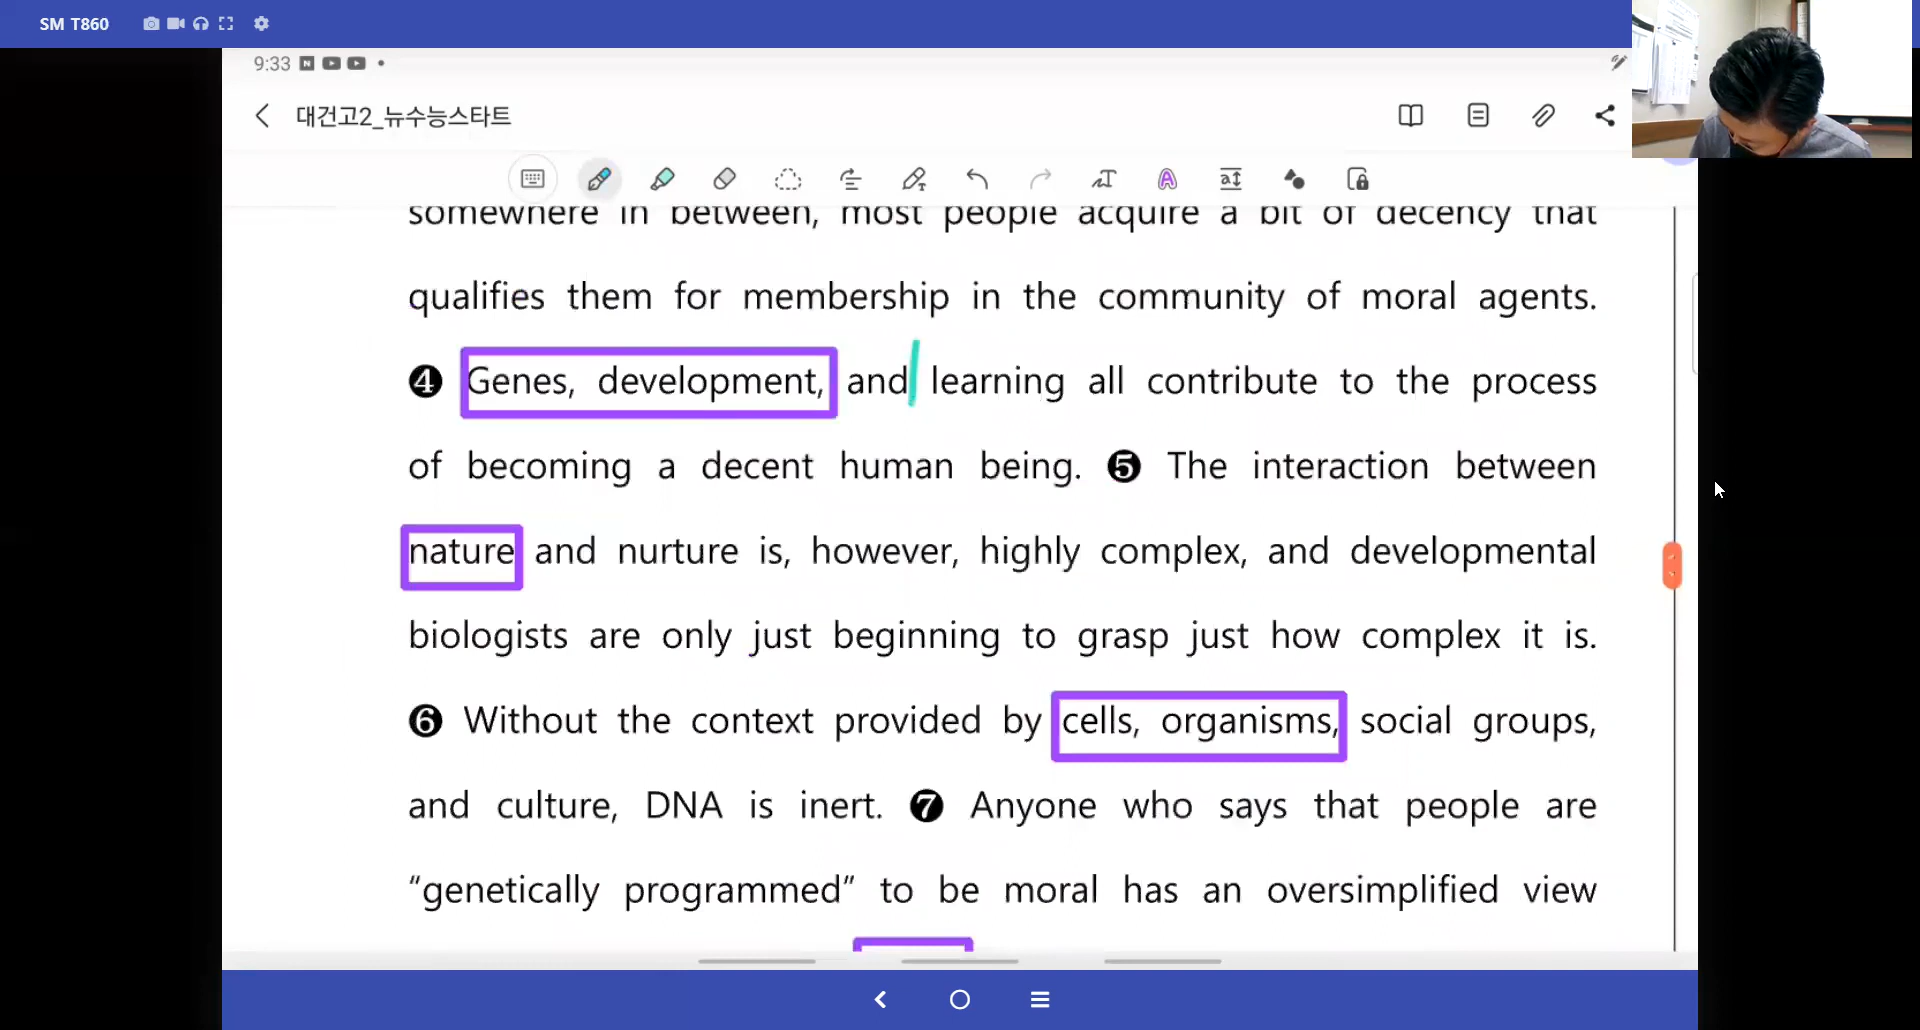 SM T860
9:33
대건고2_뉴수능스타트
somewhere in between, most people acquire a bit of decency that
qualifies them for membership in the community of moral agents.
❹ Genes, development, and learning all contribute to the process
of becoming a decent human being. ❺ The interaction between
nature and nurture is, however, highly complex, and developmental
biologists are only just beginning to grasp just how complex it is.
❻ Without the context provided by cells, organisms, social groups,
and culture, DNA is inert. ❼ Anyone who says that people are
“genetically programmed” to be moral has an oversimplified view